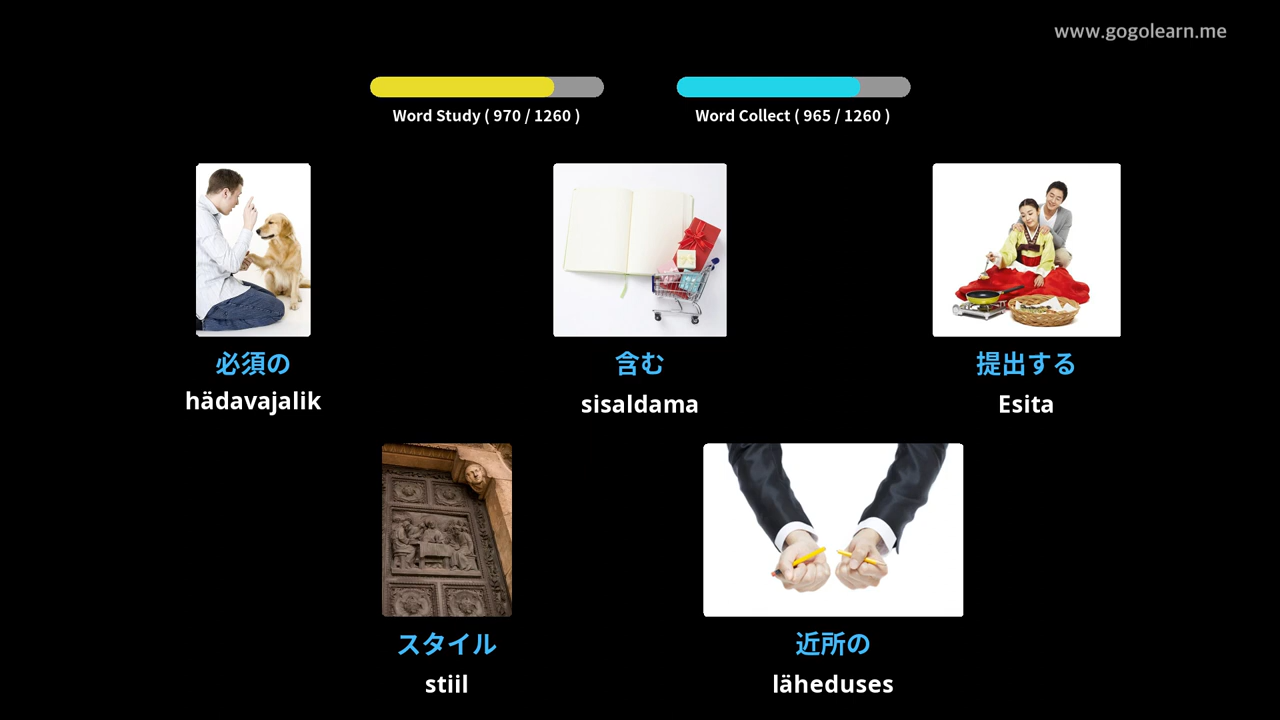 www.gogolearn.me
Word Study ( 970 / 1260 )
Word Collect ( 965 / 1260 )
必須の
hädavajalik
含む
sisaldama
提出する
Esita
スタイル
stiil
近所の
läheduses